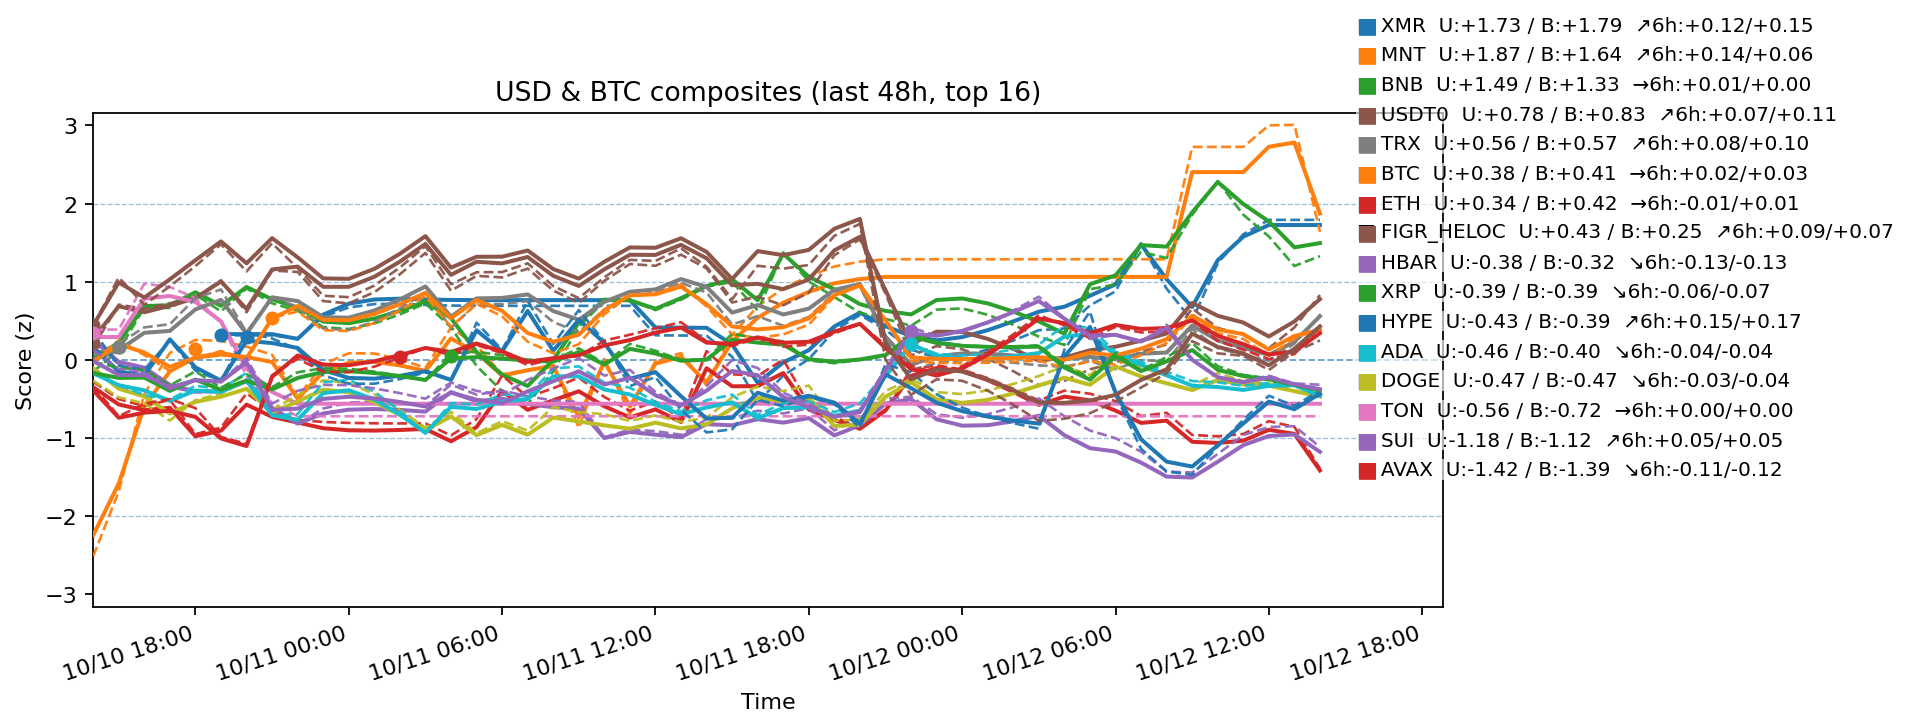 USD & BTC composites (last 48h, top 16)
XMR U:+1.73 / B:+1.79 ↗6h:+0.12/+0.15
MNT U:+1.87 / B:+1.64 ↗6h:+0.14/+0.06
BNB U:+1.49 / B:+1.33 →6h:+0.01/+0.00
USDT0 U:+0.78 / B:+0.83 ↗6h:+0.07/+0.11
TRX U:+0.56 / B:+0.57 ↗6h:+0.08/+0.10
BTC U:+0.38 / B:+0.41 →6h:+0.02/+0.03
ETH U:+0.34 / B:+0.42 →6h:-0.01/+0.01
FIGR_HELOC U:+0.43 / B:+0.25 ↗6h:+0.09/+0.07
HBAR U:-0.38 / B:-0.32 ↘6h:-0.13/-0.13
XRP U:-0.39 / B:-0.39 ↘6h:-0.06/-0.07
HYPE U:-0.43 / B:-0.39 ↗6h:+0.15/+0.17
ADA U:-0.46 / B:-0.40 ↘6h:-0.04/-0.04
DOGE U:-0.47 / B:-0.47 ↘6h:-0.03/-0.04
TON U:-0.56 / B:-0.72 →6h:+0.00/+0.00
SUI U:-1.18 / B:-1.12 ↗6h:+0.05/+0.05
AVAX U:-1.42 / B:-1.39 ↘6h:-0.11/-0.12
Score (z)
3
2
1
0
−1
−2
−3
10/10 18:00
10/11 00:00
10/11 06:00
10/11 12:00
10/11 18:00
10/12 00:00
10/12 06:00
10/12 12:00
10/12 18:00
Time